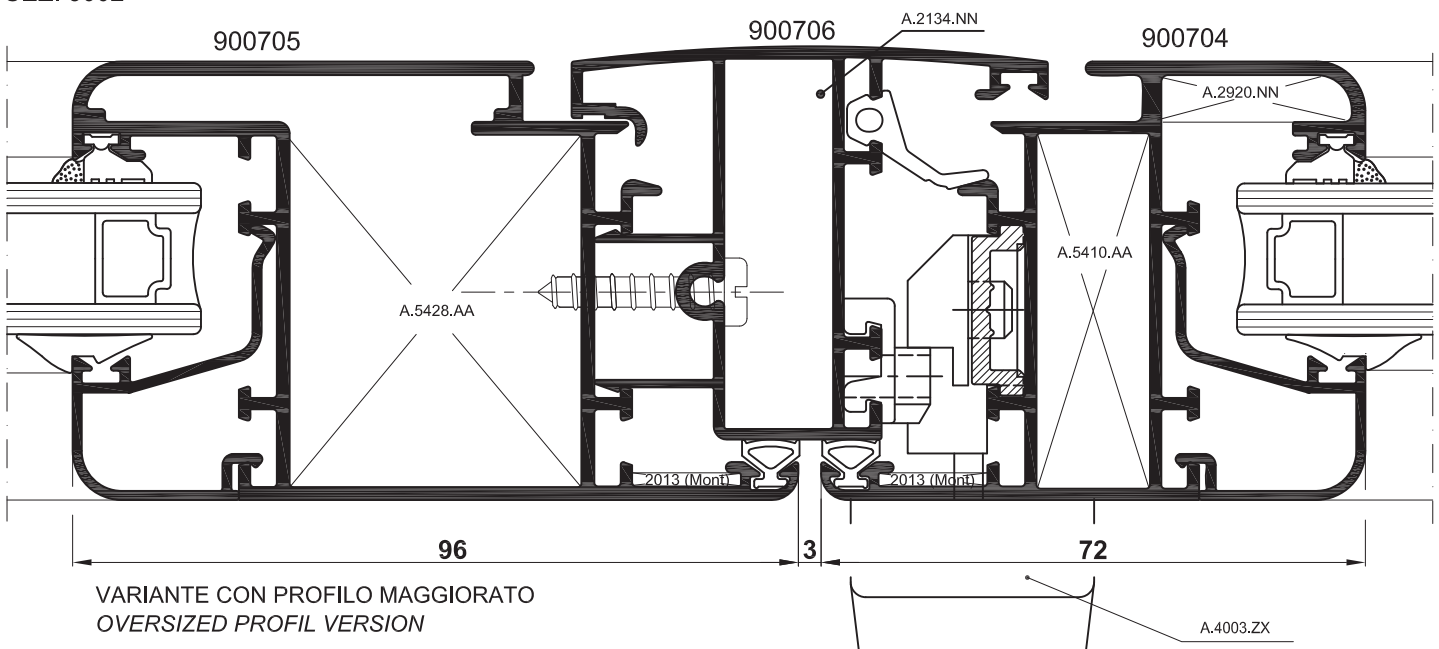 A.2134.NN
900705
900706
900704
A.2920.NN
A.5410.AA
A.5428.AA
2013 (Mont)
2013 (Mont)
96
3
72
VARIANTE CON PROFILO MAGGIORATO
OVERSIZED PROFIL VERSION
A.4003.ZX